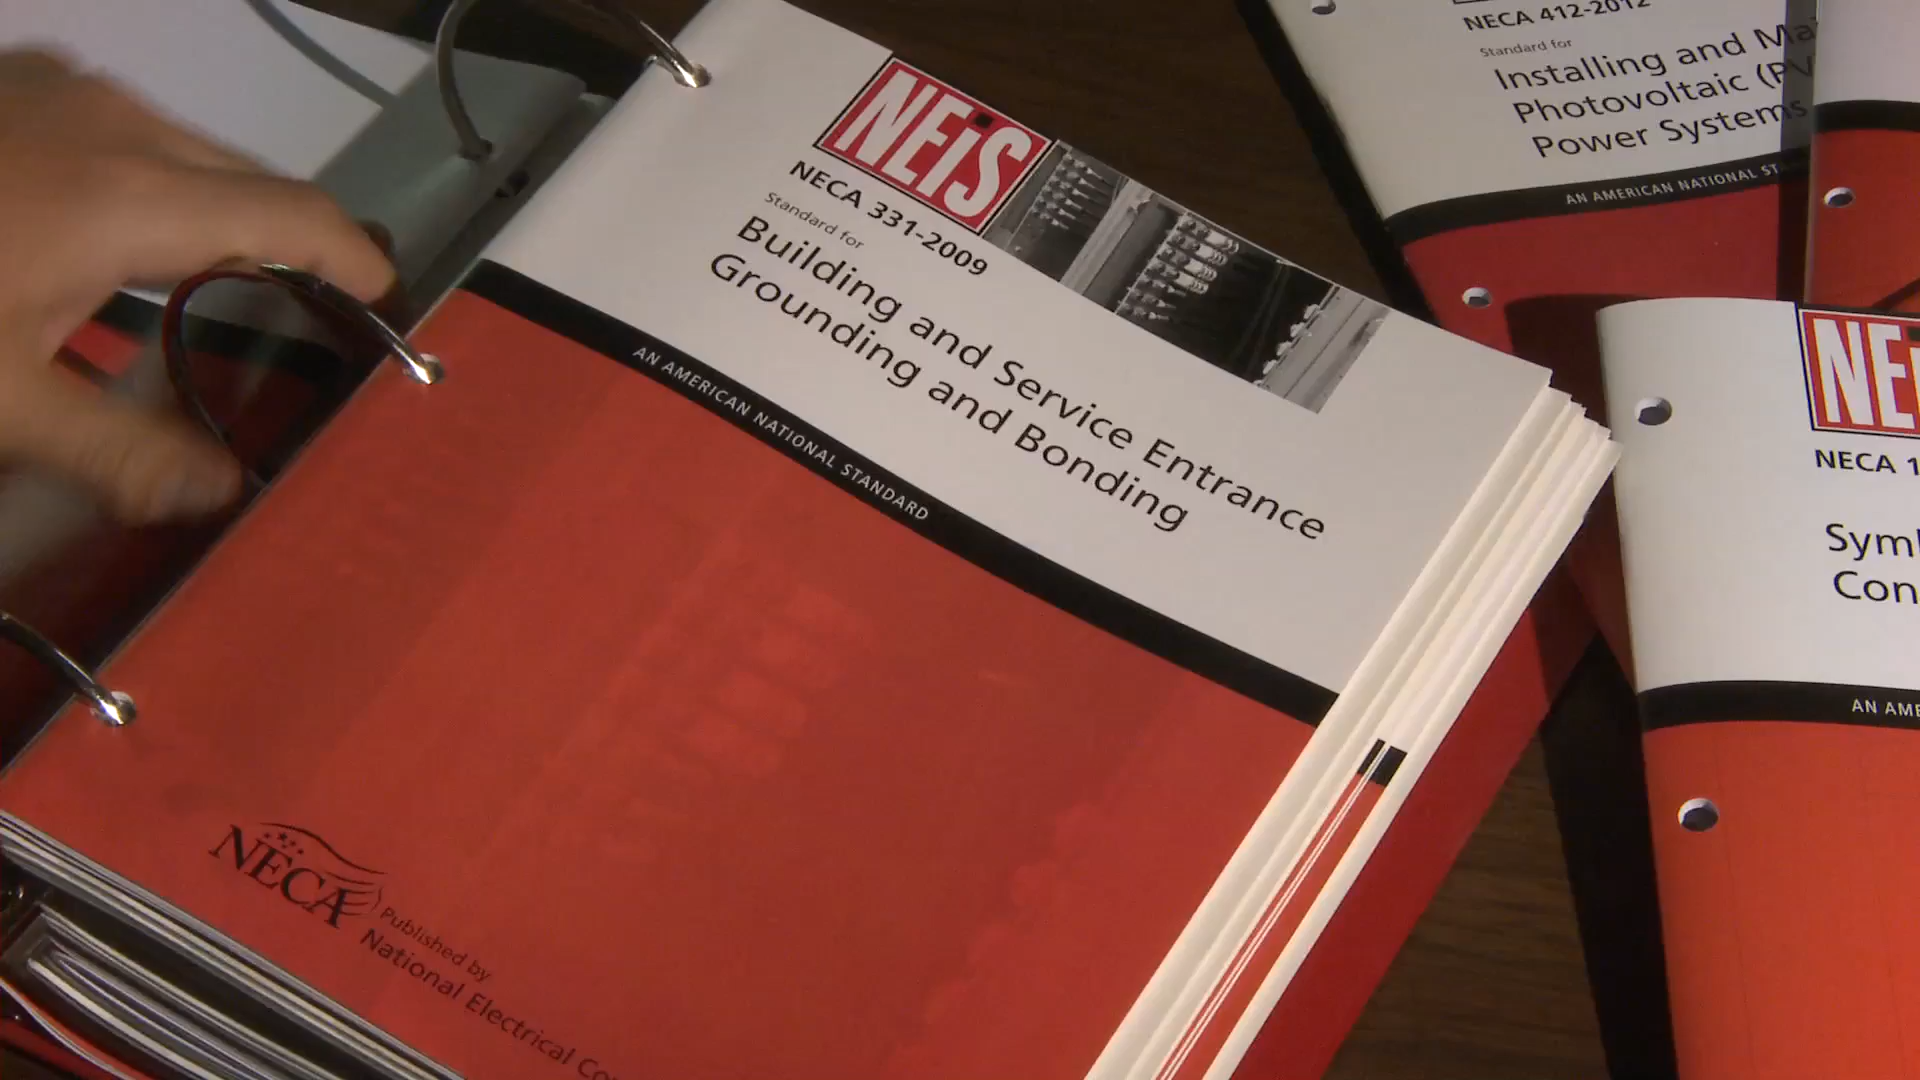 NEiS
NECA 331-2009
Standard for
Building and Service Entrance
Grounding and Bonding
AN AMERICAN NATIONAL STANDARD
NECA
Published by
National Electrical
NECA 412-2012
Standard for
Installing and
Photovoltaic (PV
Power Systems
AN AMERICAN NATIONAL
NECA